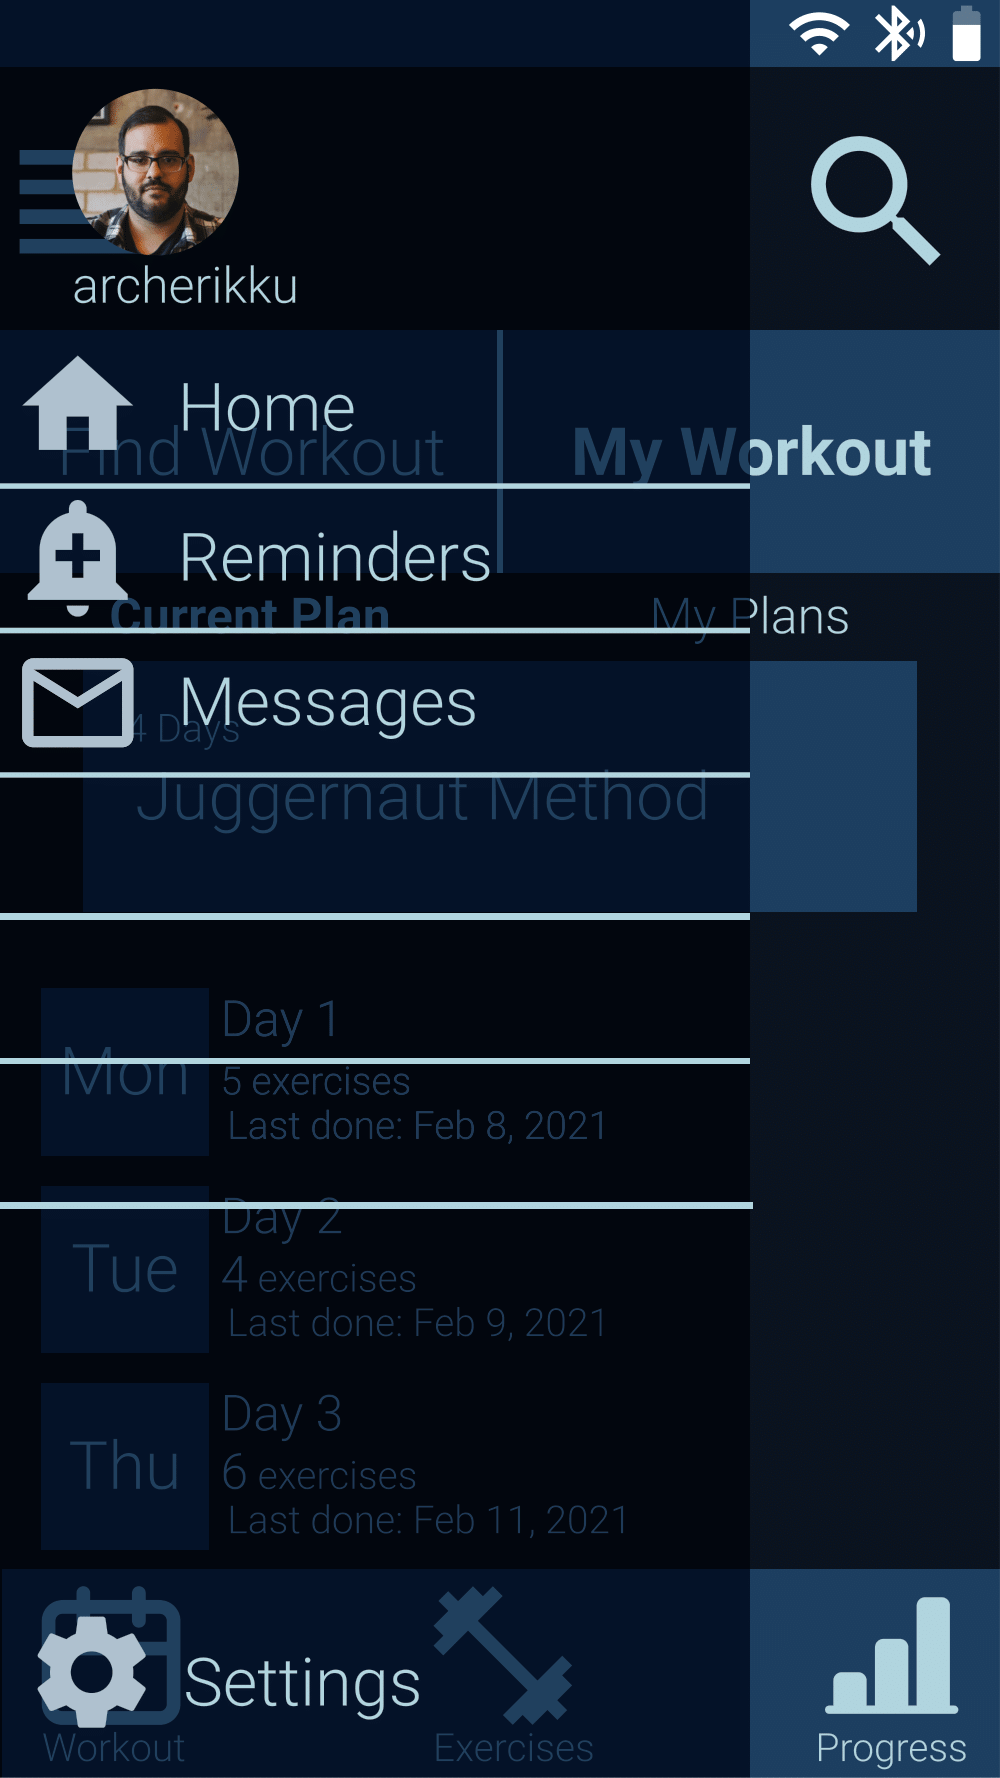 archerikku
Home
Find Workout
My Workout
Reminders
Current Plan
My Plans
Messages
4 Days
Juggernaut Method
Day 1
Mon
5 exercises
Last done: Feb 8, 2021
Day 2
Tue
4 exercises
Last done: Feb 9, 2021
Day 3
Thu
6 exercises
Last done: Feb 11, 2021
Settings
Workout
Exercises
Progress